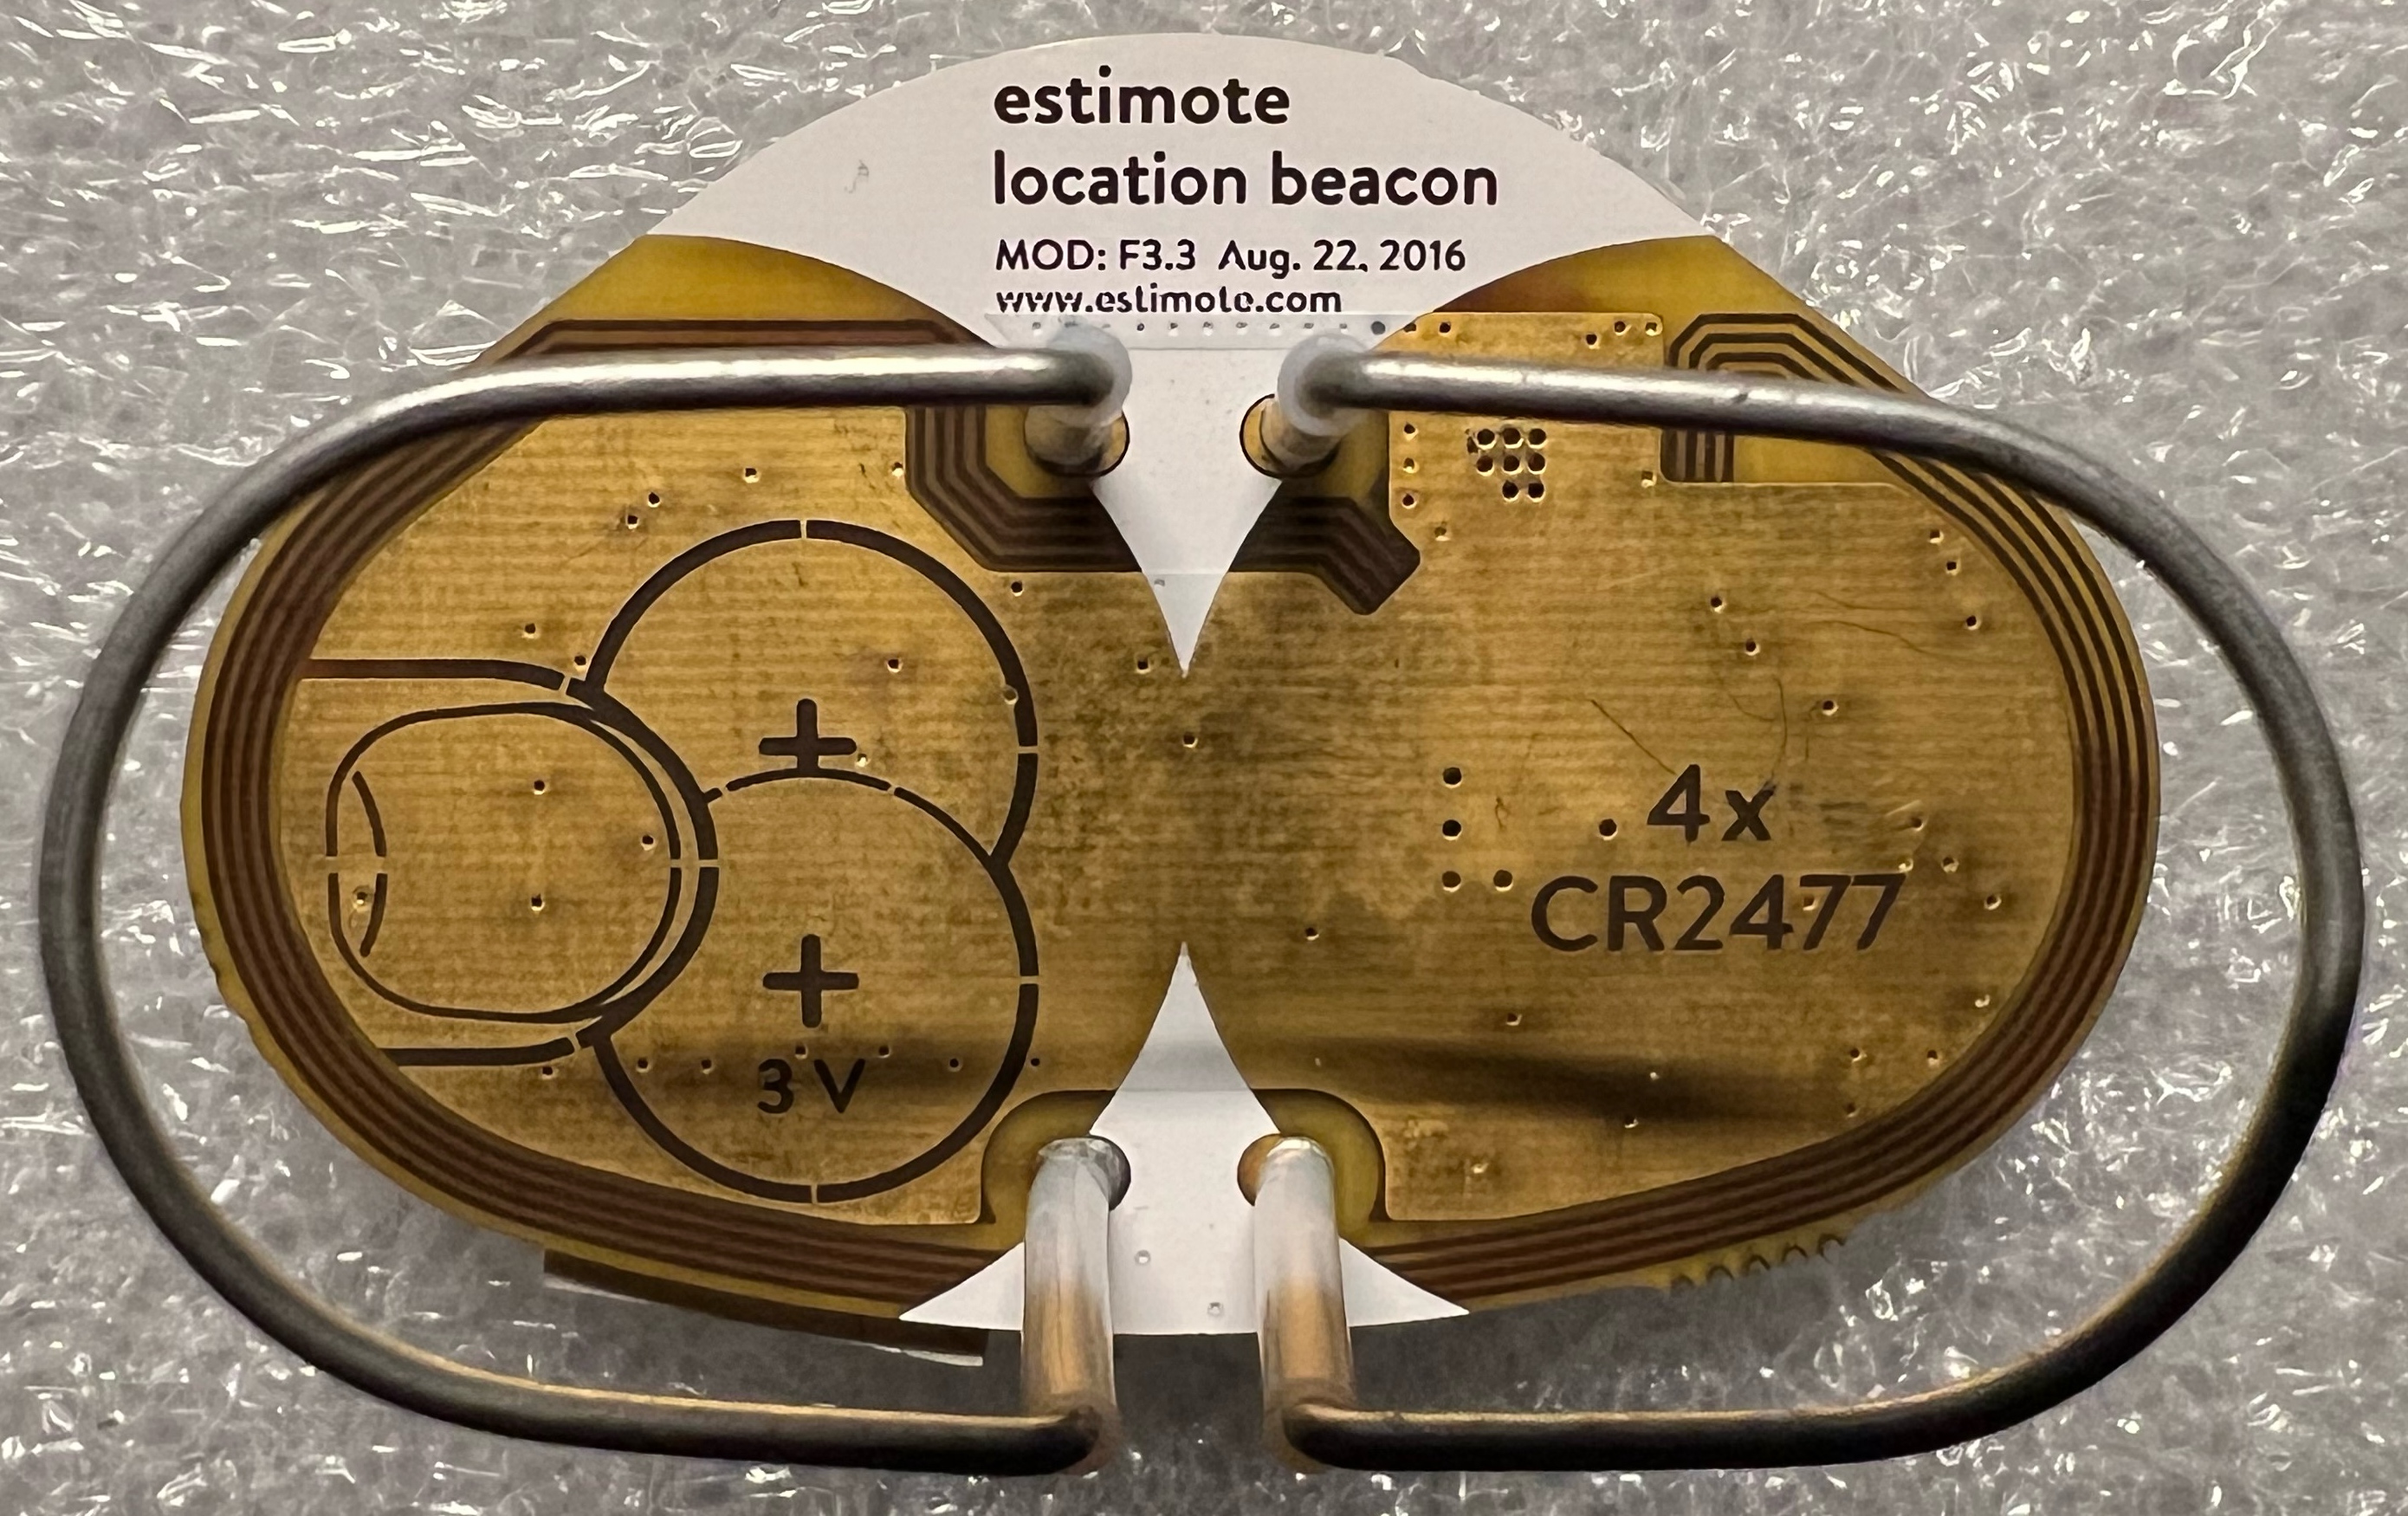 estimote
location beacon
MOD: F3.3 Aug. 22, 2016
www.estimote.com
+
+
3V
4x
CR2477